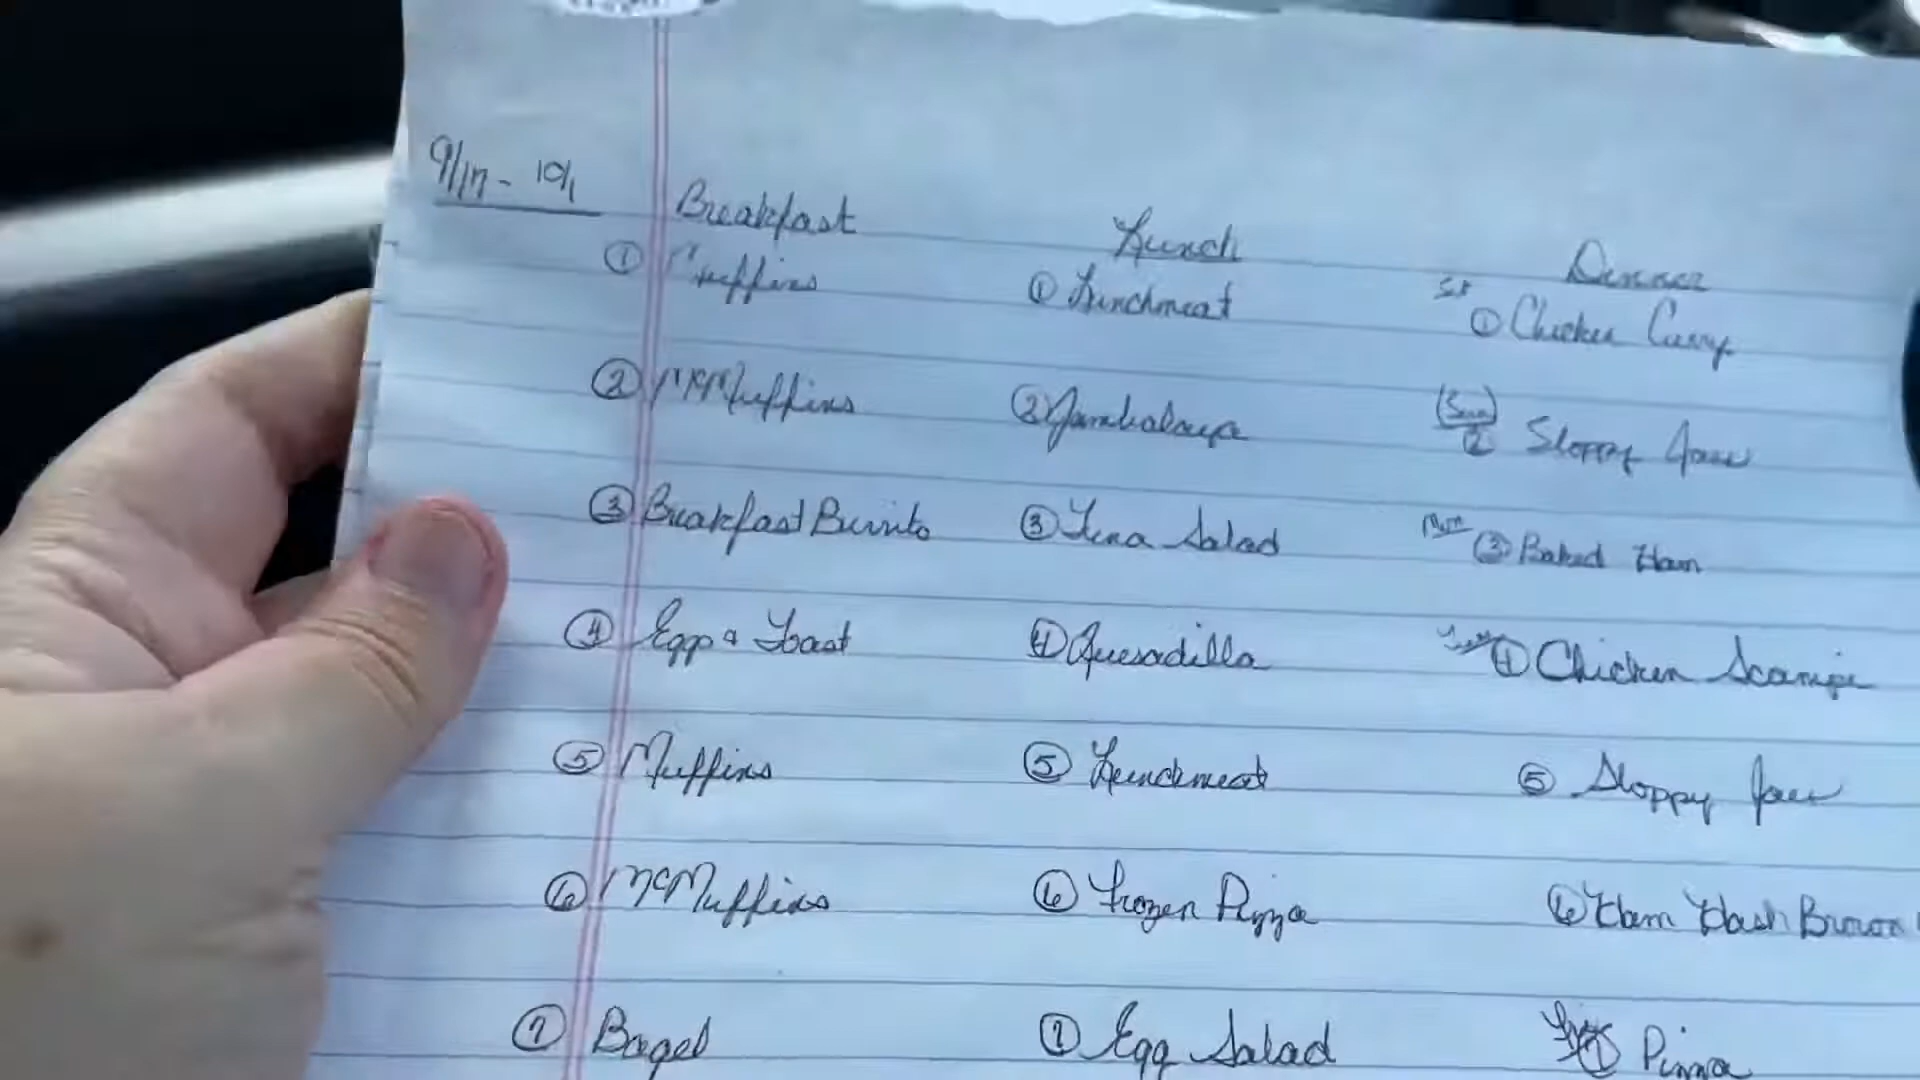 9/17 - 10/1
Breakfast Lunch Dinner
① Muffins ① Lunchmeat Sat ① Chicken Curry
② McMuffins ② Jambalaya (Sun) 2 Sloppy Joes
③ Breakfast Burrito ③ Tuna Salad Mon ③ Baked Ham
④ Egg & Toast ④ Quesadilla ④ Chicken Scampi
⑤ Muffins ⑤ Lunchmeat ⑤ Sloppy Joes
⑥ McMuffins ⑥ Frozen Pizza ⑥ Ham Hash Brown
⑦ Bagel ⑦ Egg Salad Pizza